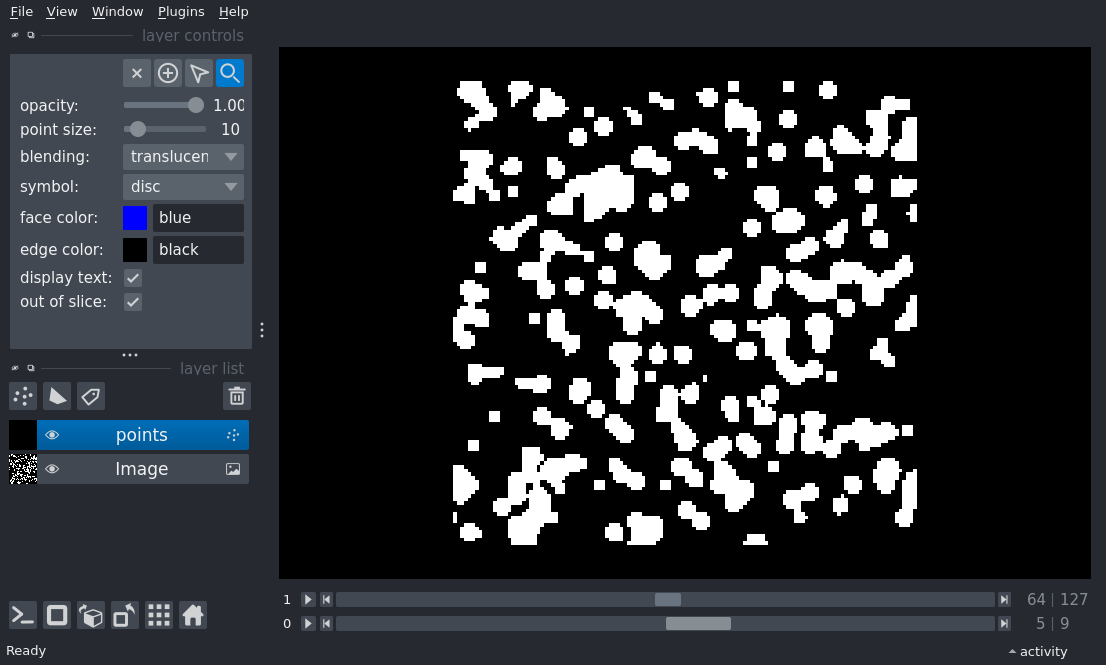 File View Window Plugins Help
layer controls
opacity: 1.00
point size: 10
blending: translucen
symbol: disc
face color: blue
edge color: black
display text:
out of slice:
layer list
points
Image
1 64 | 127
0 5 | 9
Ready activity